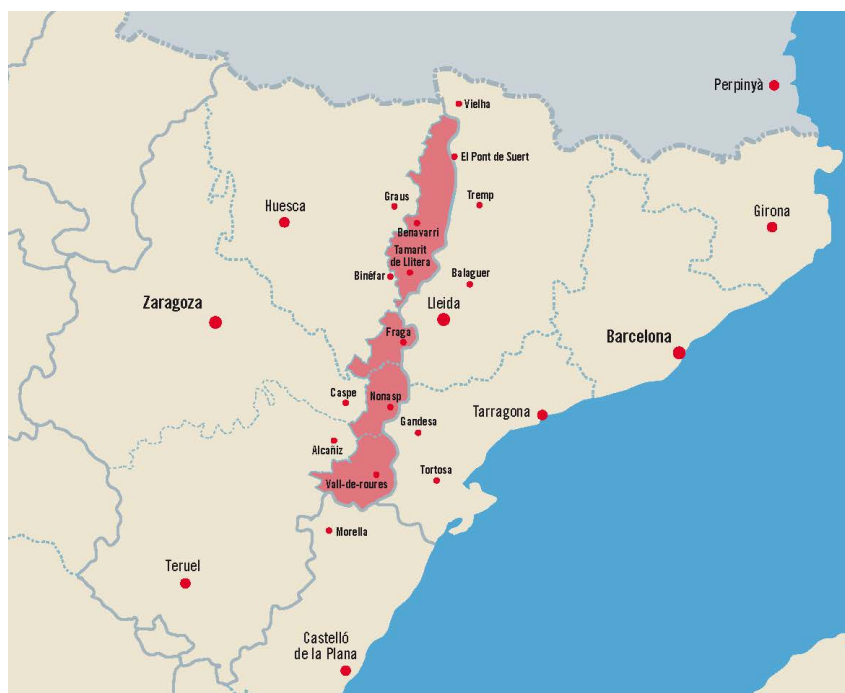 Perpinyà
Vielha
El Pont de Suert
Graus
Tremp
Huesca
Girona
Benavarri
Tamarit
de Llitera
Binéfar
Balaguer
Zaragoza
Lleida
Fraga
Barcelona
Caspe
Nonasp
Tarragona
Gandesa
Alcañiz
Tortosa
Vall-de-roures
Morella
Teruel
Castelló
de la Plana